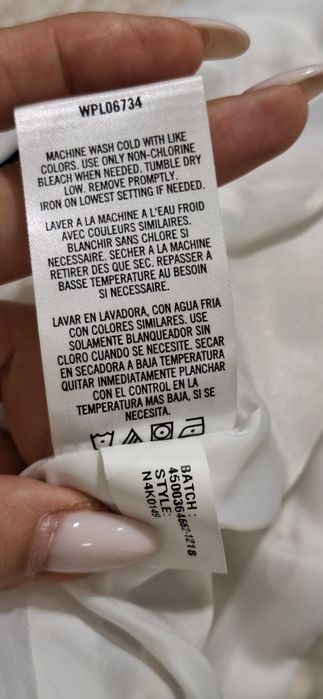 WPL06734
MACHINE WASH COLD WITH LIKE
COLORS. USE ONLY NON-CHLORINE
BLEACH WHEN NEEDED. TUMBLE DRY
LOW. REMOVE PROMPTLY.
IRON ON LOWEST SETTING IF NEEDED.
LAVER A LA MACHINE A L'EAU FROID
AVEC COULEURS SIMILAIRES.
BLANCHIR SANS CHLORE SI
NECESSAIRE. SECHER A LA MACHINE
RETIRER DES QUE SEC. REPASSER A
BASSE TEMPERATURE AU BESOIN
SI NECESSAIRE.
LAVAR EN LAVADORA, CON AGUA FRIA
CON COLORES SIMILARES. USE
SOLAMENTE BLANQUEADOR SIN
CLORO CUANDO SE NECESITE. SECAR
EN SECADORA A BAJA TEMPERATURA
QUITAR INMEDIATAMENTE PLANCHAR
CON EL CONTROL EN LA
TEMPERATURA MAS BAJA, SI SE
NECESITA.
BATCH :
4500364662-1218
STYLE:
N4K0149